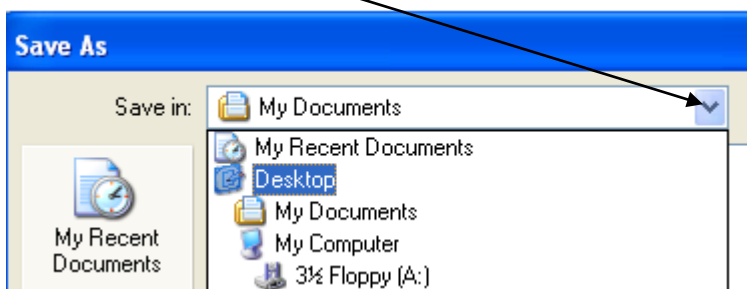 Save As
Save in: My Documents
My Recent Documents
Desktop
My Documents
My Computer
3½ Floppy (A:)
My Recent
Documents